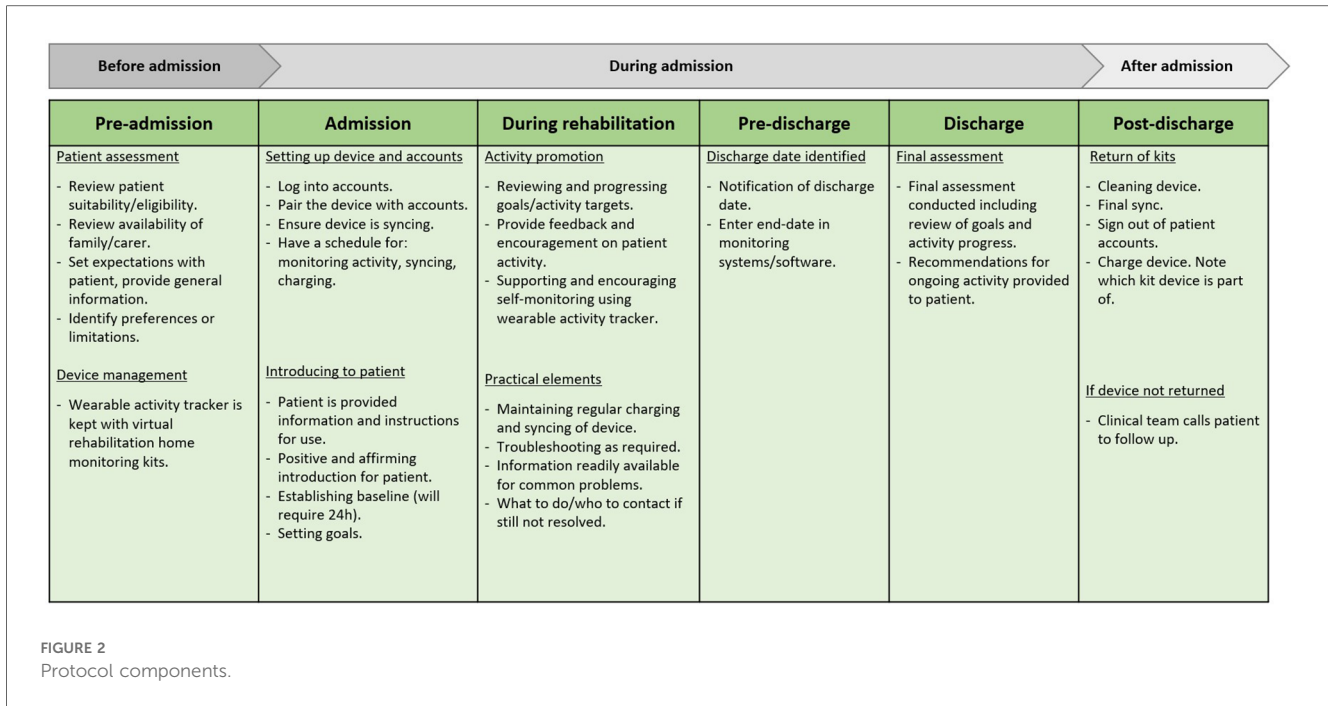 Before admission
During admission
After admission
Pre-admission
Patient assessment
- Review patient
suitability/eligibility.
- Review availability of
family/carer.
- Set expectations with
patient, provide general
information.
- Identify preferences or
limitations.
Device management
- Wearable activity tracker is
kept with virtual
rehabilitation home
monitoring kits.
Admission
Setting up device and accounts
- Log into accounts.
- Pair the device with accounts.
- Ensure device is syncing.
- Have a schedule for:
monitoring activity, syncing,
charging.
Introducing to patient
- Patient is provided
information and instructions
for use.
- Positive and affirming
introduction for patient.
- Establishing baseline (will
require 24h).
- Setting goals.
During rehabilitation
Activity promotion
- Reviewing and progressing
goals/activity targets.
- Provide feedback and
encouragement on patient
activity.
- Supporting and encouraging
self-monitoring using
wearable activity tracker.
Practical elements
- Maintaining regular charging
and syncing of device.
- Troubleshooting as required.
- Information readily available
for common problems.
- What to do/who to contact if
still not resolved.
Pre-discharge
Discharge date identified
- Notification of discharge
date.
- Enter end-date in
monitoring
systems/software.
Discharge
Final assessment
- Final assessment
conducted including
review of goals and
activity progress.
- Recommendations for
ongoing activity provided
to patient.
Post-discharge
Return of kits
- Cleaning device.
- Final sync.
- Sign out of patient
accounts.
- Charge device. Note
which kit device is part
of.
If device not returned
- Clinical team calls patient
to follow up.
FIGURE 2
Protocol components.